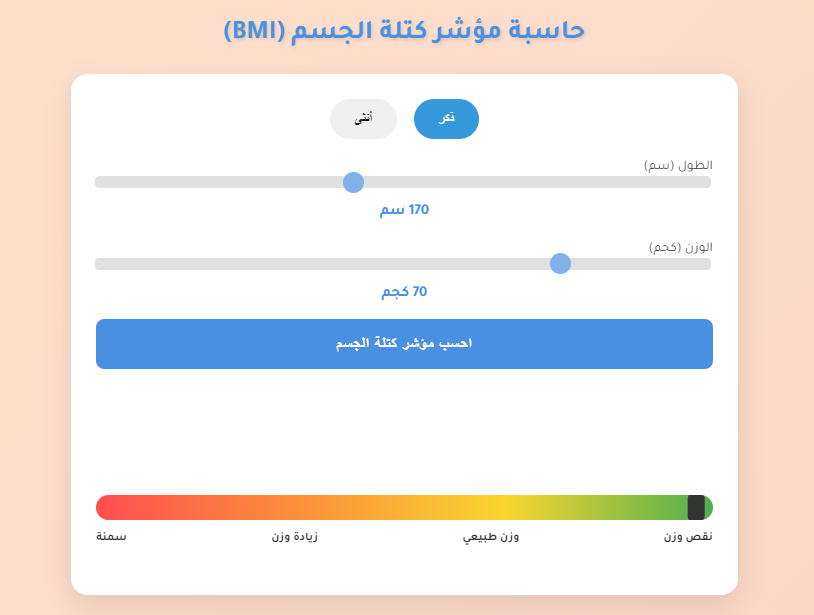 حاسبة مؤشر كتلة الجسم (BMI)
ذكر أنثى
الطول (سم)
170 سم
الوزن (كجم)
70 كجم
احسب مؤشر كتلة الجسم
نقص وزن وزن طبيعي زيادة وزن سمنة